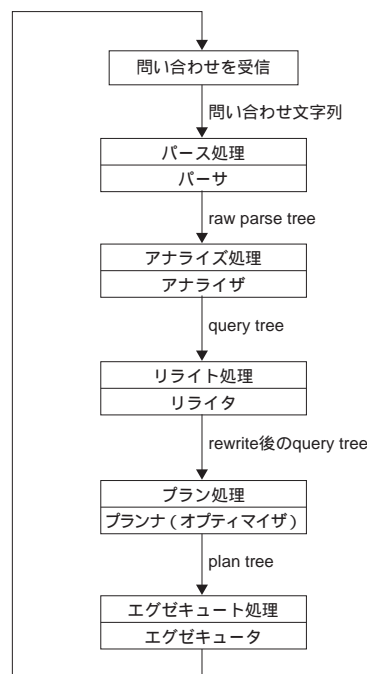 問い合わせを受信
問い合わせ文字列
パース処理
パーサ
raw parse tree
アナライズ処理
アナライザ
query tree
リライト処理
リライタ
rewrite後のquery tree
プラン処理
プランナ（オプティマイザ）
plan tree
エグゼキュート処理
エグゼキュータ